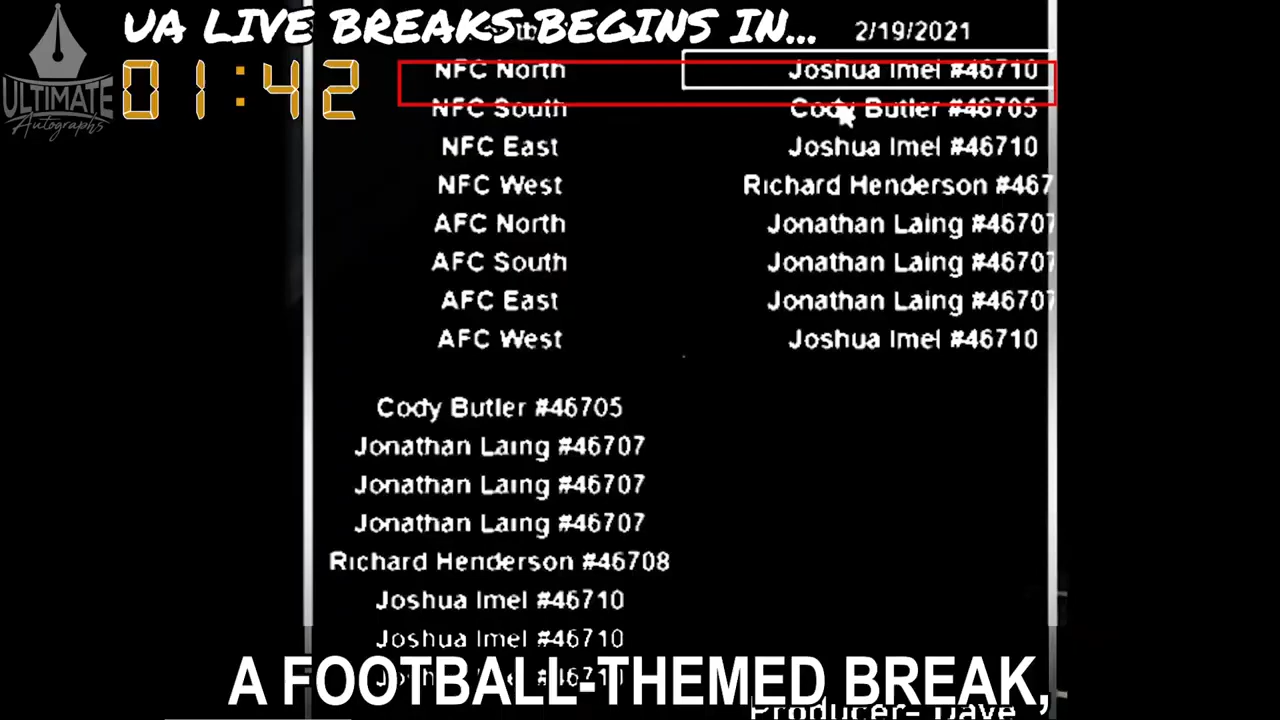 UA LIVE BREAKS BEGINS IN...
2/19/2021
01:42
ULTIMATE
Autographs
NFC North Joshua Imel #46710
NFC South Cody Butler #46705
NFC East Joshua Imel #46710
NFC West Richard Henderson #467
AFC North Jonathan Laing #46707
AFC South Jonathan Laing #46707
AFC East Jonathan Laing #46707
AFC West Joshua Imel #46710
Cody Butler #46705
Jonathan Laing #46707
Jonathan Laing #46707
Jonathan Laing #46707
Richard Henderson #46708
Joshua Imel #46710
Joshua Imel #46710
A FOOTBALL-THEMED BREAK,
Producer- Dave